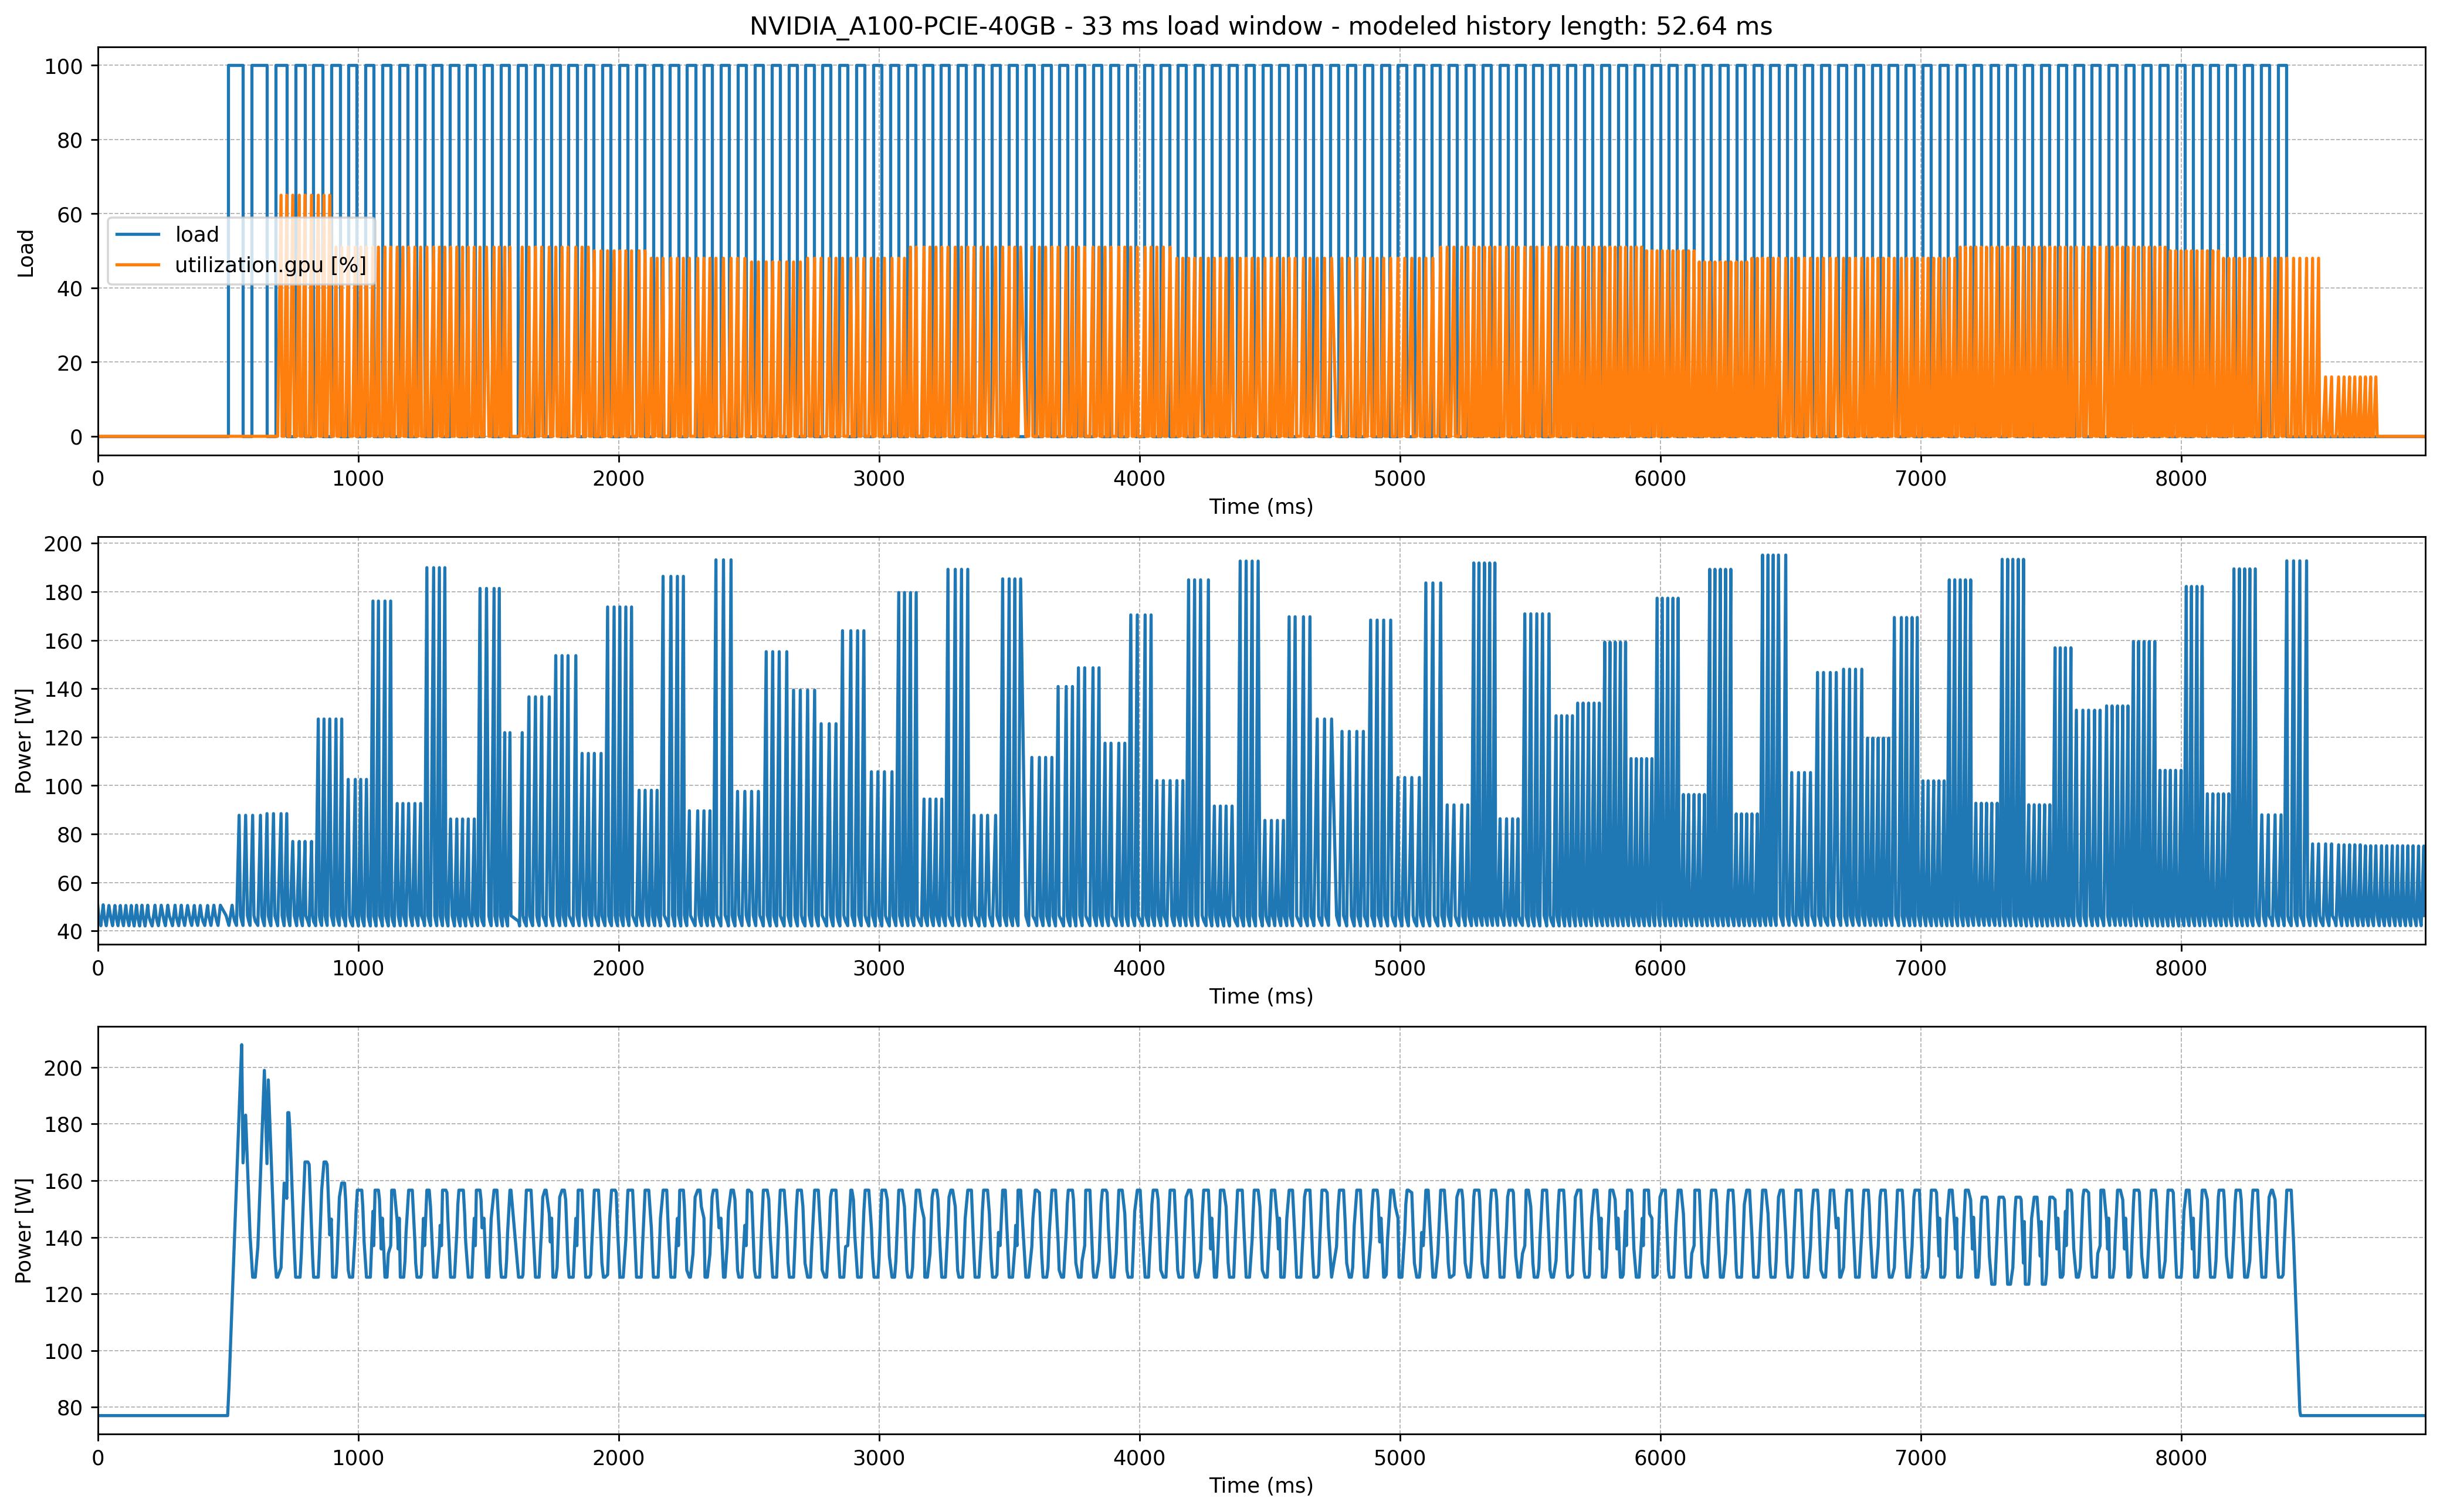 NVIDIA_A100-PCIE-40GB - 33 ms load window - modeled history length: 52.64 ms
100
80
60
40
20
0
Load
load
utilization.gpu [%]
0 1000 2000 3000 4000 5000 6000 7000 8000
Time (ms)
200
180
160
140
120
100
80
60
40
Power [W]
0 1000 2000 3000 4000 5000 6000 7000 8000
Time (ms)
200
180
160
140
120
100
80
Power [W]
0 1000 2000 3000 4000 5000 6000 7000 8000
Time (ms)